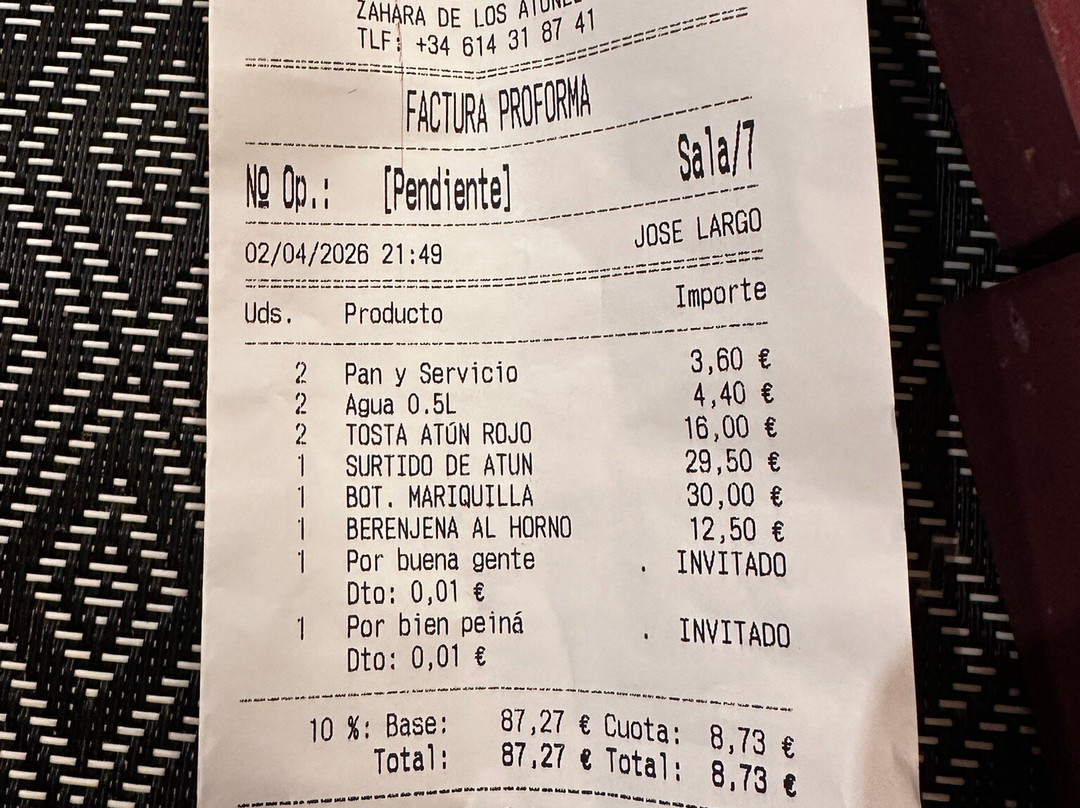 ZAHARA DE LOS ATUNE
TLF: +34 614 31 87 41
FACTURA PROFORMA
Nº Op.: [Pendiente] Sala/7
02/04/2026 21:49 JOSE LARGO
Uds. Producto Importe
2 Pan y Servicio 3,60 €
2 Agua 0.5L 4,40 €
2 TOSTA ATÚN ROJO 16,00 €
1 SURTIDO DE ATUN 29,50 €
1 BOT. MARIQUILLA 30,00 €
1 BERENJENA AL HORNO 12,50 €
1 Por buena gente . INVITADO
Dto: 0,01 €
1 Por bien peiná . INVITADO
Dto: 0,01 €
10 %: Base: 87,27 € Cuota: 8,73 €
Total: 87,27 € Total: 8,73 €